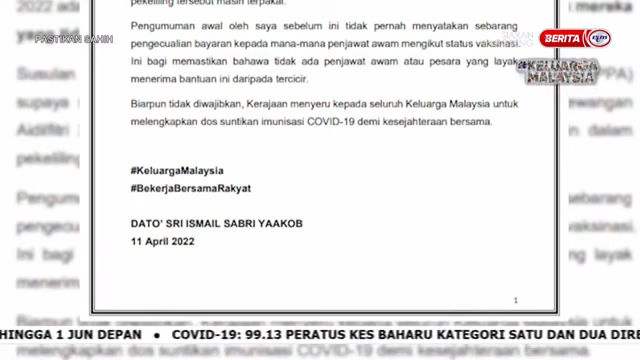 PASTIKAN SAHIH
BERITA
#KELUARGA
MALAYSIA
pekeliling tersebut masih terpakai.
Pengumuman awal oleh saya sebelum ini tidak pernah menyatakan sebarang
pengecualian bayaran kepada mana-mana penjawat awam mengikut status vaksinasi.
Ini bagi memastikan bahawa tidak ada penjawat awam atau pesara yang layak
menerima bantuan ini daripada tercicir.
Biarpun tidak diwajibkan, Kerajaan menyeru kepada seluruh Keluarga Malaysia untuk
melengkapkan dos suntikan imunisasi COVID-19 demi kesejahteraan bersama.
#KeluargaMalaysia
#BekerjaBersamaRakyat
DATO' SRI ISMAIL SABRI YAAKOB
11 April 2022
1
HINGGA 1 JUN DEPAN • COVID-19: 99.13 PERATUS KES BAHARU KATEGORI SATU DAN DUA DIRE